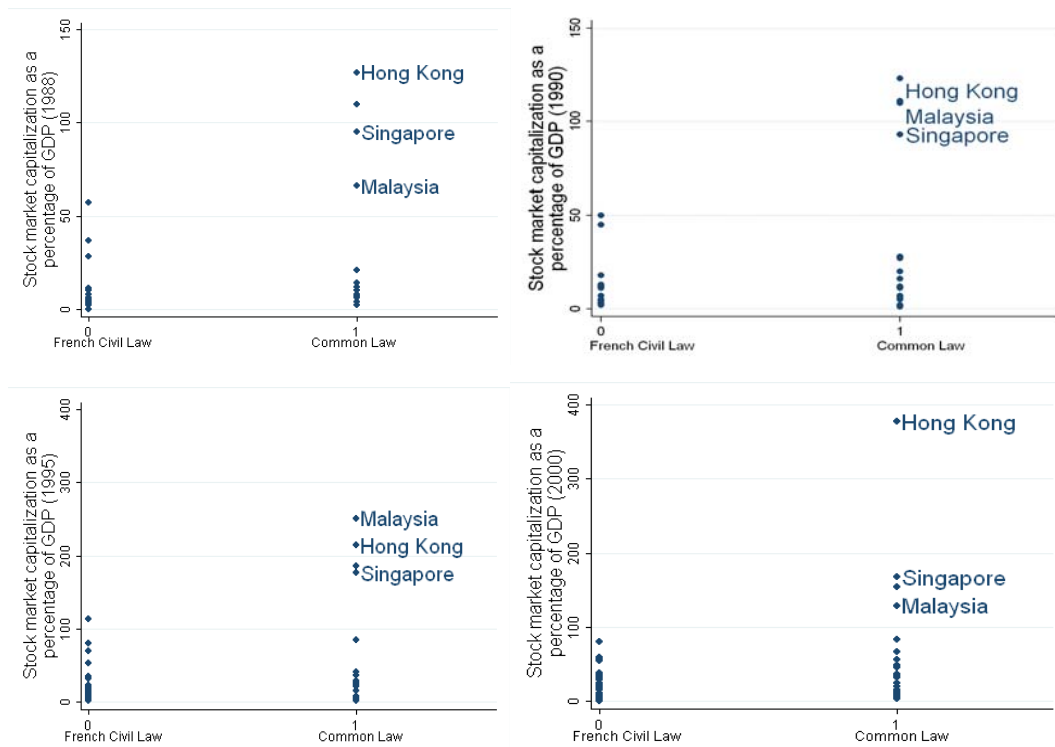 Stock market capitalization as a
percentage of GDP (1988)
150
100
50
0
Hong Kong
Singapore
Malaysia
0
1
French Civil Law
Common Law
Stock market capitalization as a
percentage of GDP (1990)
150
100
50
0
Hong Kong
Malaysia
Singapore
0
1
French Civil Law
Common Law
Stock market capitalization as a
percentage of GDP (1995)
400
300
200
100
0
Malaysia
Hong Kong
Singapore
0
1
French Civil Law
Common Law
Stock market capitalization as a
percentage of GDP (2000)
400
300
200
100
0
Hong Kong
Singapore
Malaysia
0
1
French Civil Law
Common Law